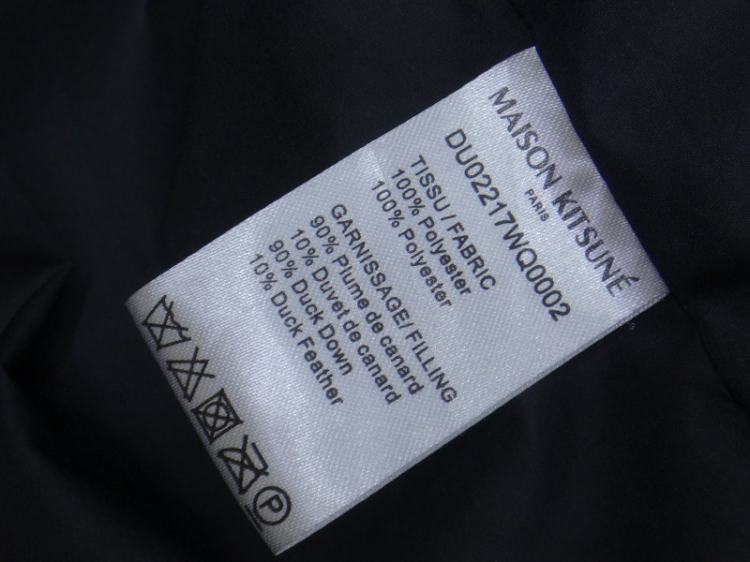 MAISON KITSUNÉ
PARIS
DU02217WQ0002
TISSU / FABRIC
100% Polyester
100% Polyester
GARNISSAGE/ FILLING
90% Plume de canard
10% Duvet de canard
90% Duck Down
10% Duck Feather
P